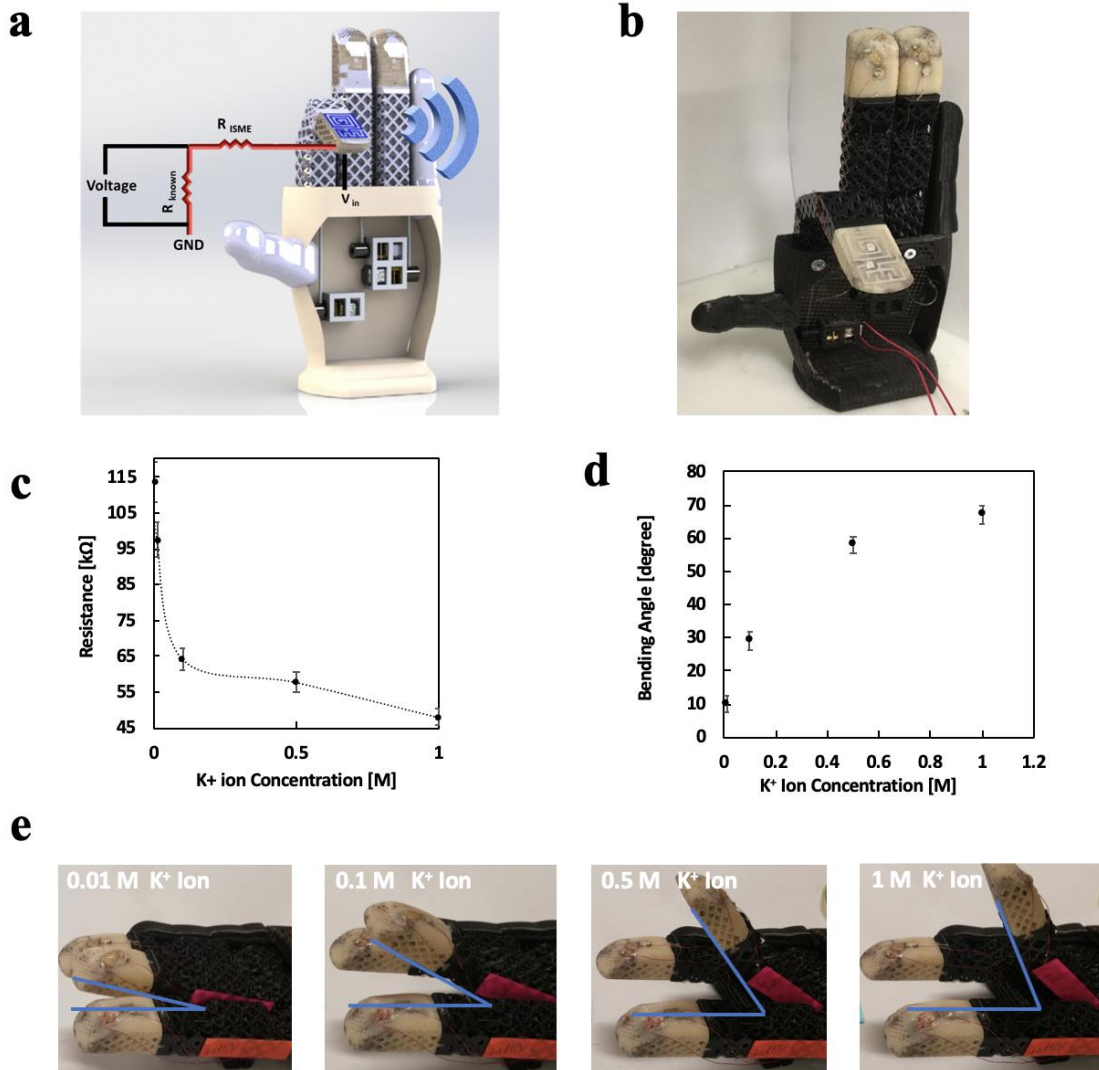 a
b
R ISME
Voltage
R known
V in
GND
c
115
105
95
85
75
65
55
45
Resistance [kΩ]
0
0.5
1
K+ ion Concentration [M]
d
80
70
60
50
40
30
20
10
0
Bending Angle [degree]
0
0.2
0.4
0.6
0.8
1
1.2
K⁺ Ion Concentration [M]
e
0.01 M K⁺ Ion
0.1 M K⁺ Ion
0.5 M K⁺ Ion
1 M K⁺ Ion